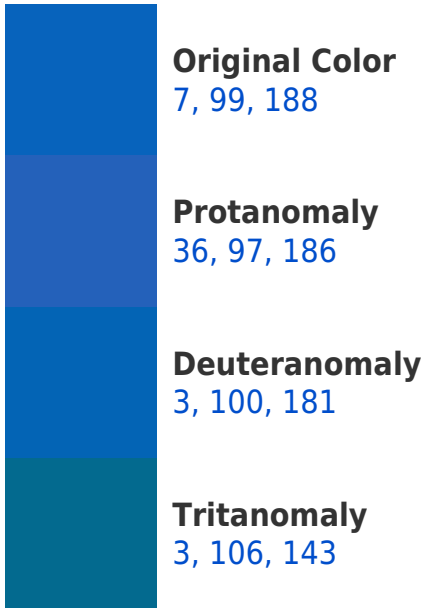 Original Color
7, 99, 188
Protanomaly
36, 97, 186
Deuteranomaly
3, 100, 181
Tritanomaly
3, 106, 143